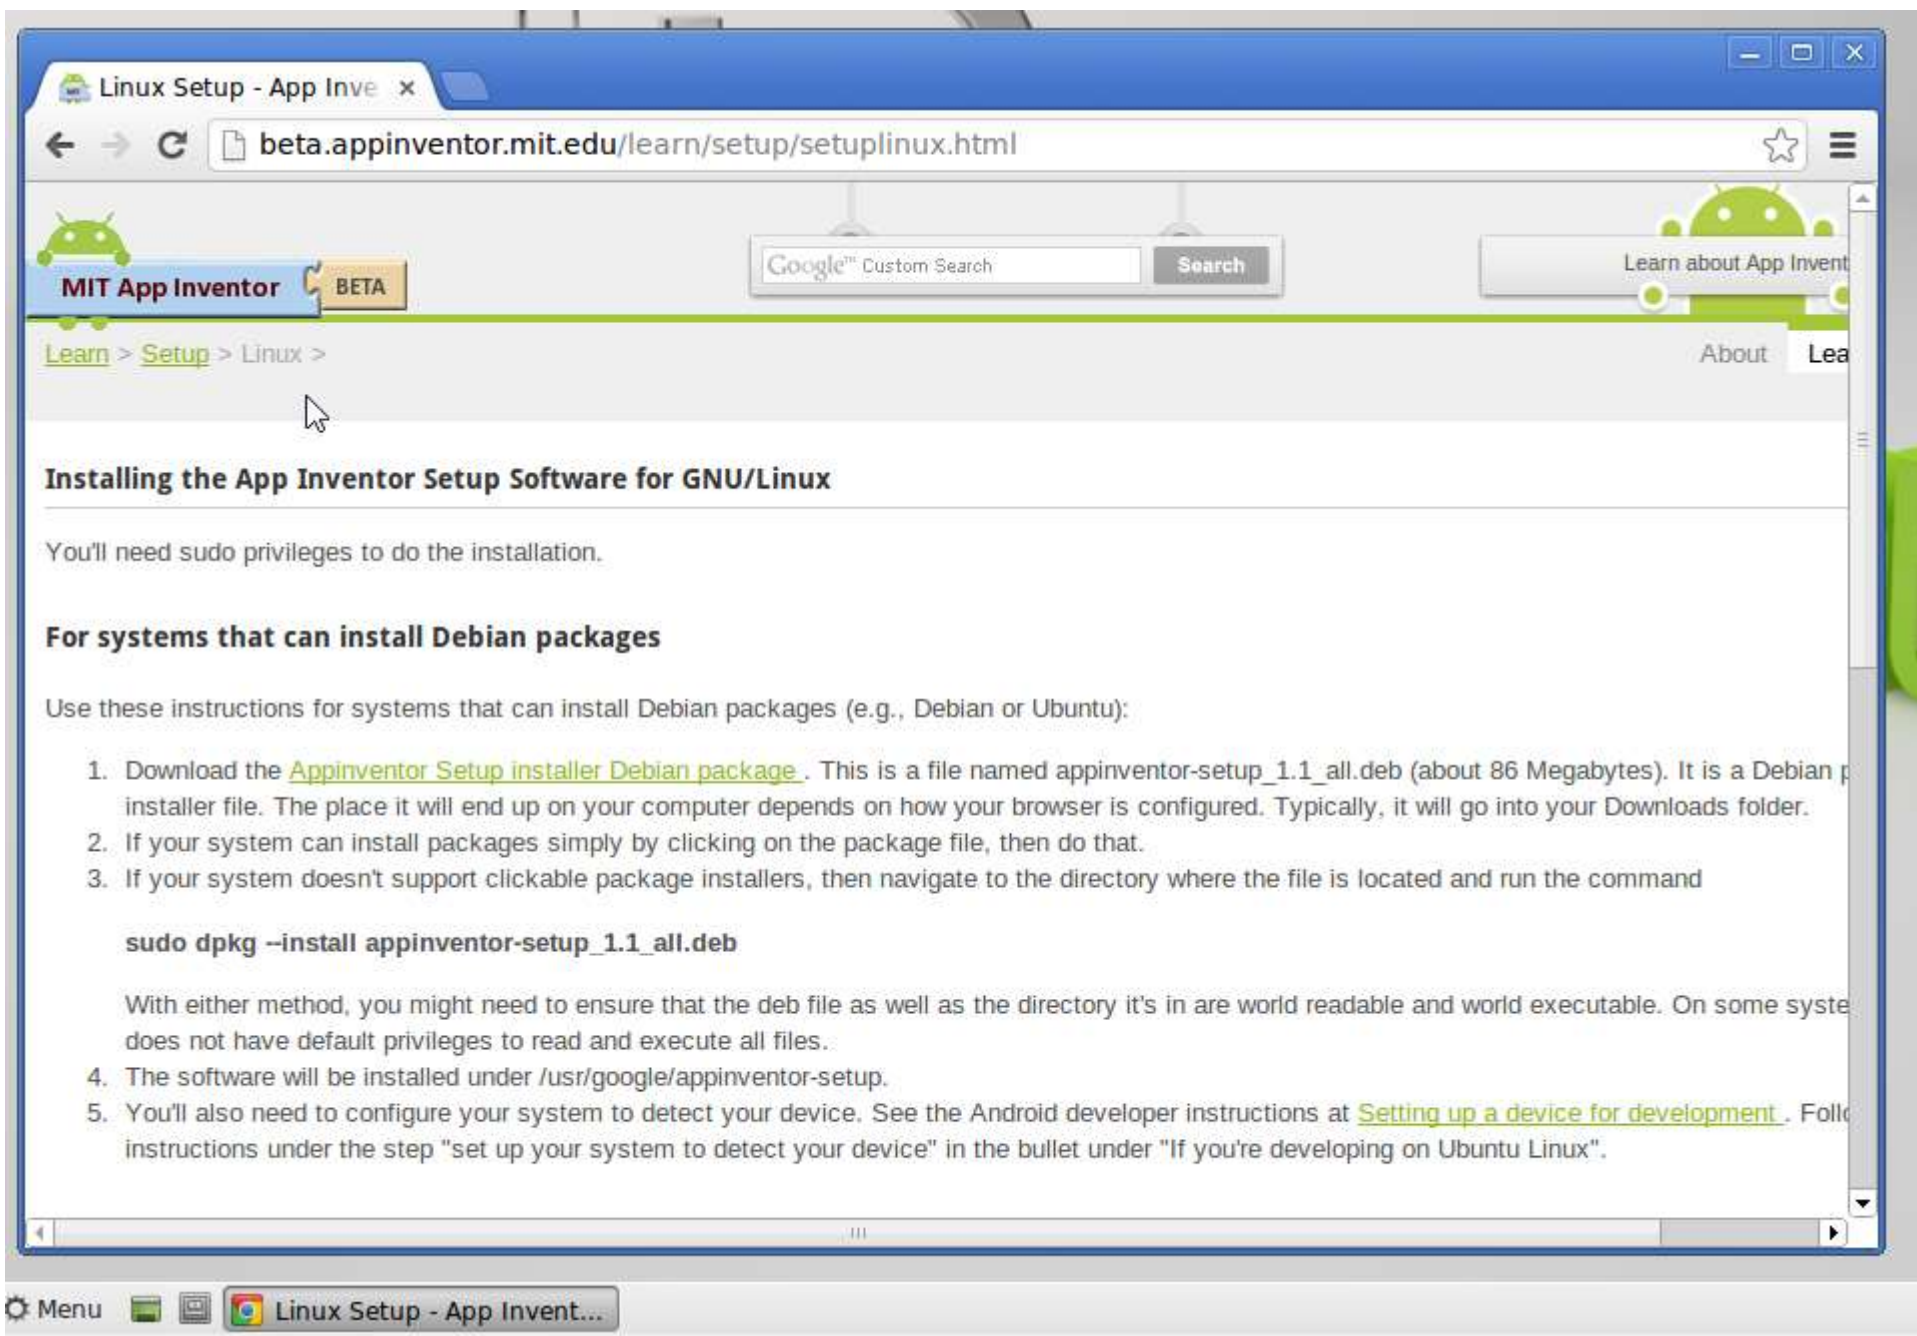 Linux Setup - App Inve
beta.appinventor.mit.edu/learn/setup/setuplinux.html
MIT App Inventor BETA
Google™ Custom Search Search
Learn about App Invent
Learn > Setup > Linux >
About Lea
Installing the App Inventor Setup Software for GNU/Linux
You'll need sudo privileges to do the installation.
For systems that can install Debian packages
Use these instructions for systems that can install Debian packages (e.g., Debian or Ubuntu):
1. Download the Appinventor Setup installer Debian package . This is a file named appinventor-setup_1.1_all.deb (about 86 Megabytes). It is a Debian p
installer file. The place it will end up on your computer depends on how your browser is configured. Typically, it will go into your Downloads folder.
2. If your system can install packages simply by clicking on the package file, then do that.
3. If your system doesn't support clickable package installers, then navigate to the directory where the file is located and run the command
sudo dpkg --install appinventor-setup_1.1_all.deb
With either method, you might need to ensure that the deb file as well as the directory it's in are world readable and world executable. On some syste
does not have default privileges to read and execute all files.
4. The software will be installed under /usr/google/appinventor-setup.
5. You'll also need to configure your system to detect your device. See the Android developer instructions at Setting up a device for development . Follo
instructions under the step "set up your system to detect your device" in the bullet under "If you're developing on Ubuntu Linux".
Menu Linux Setup - App Invent...